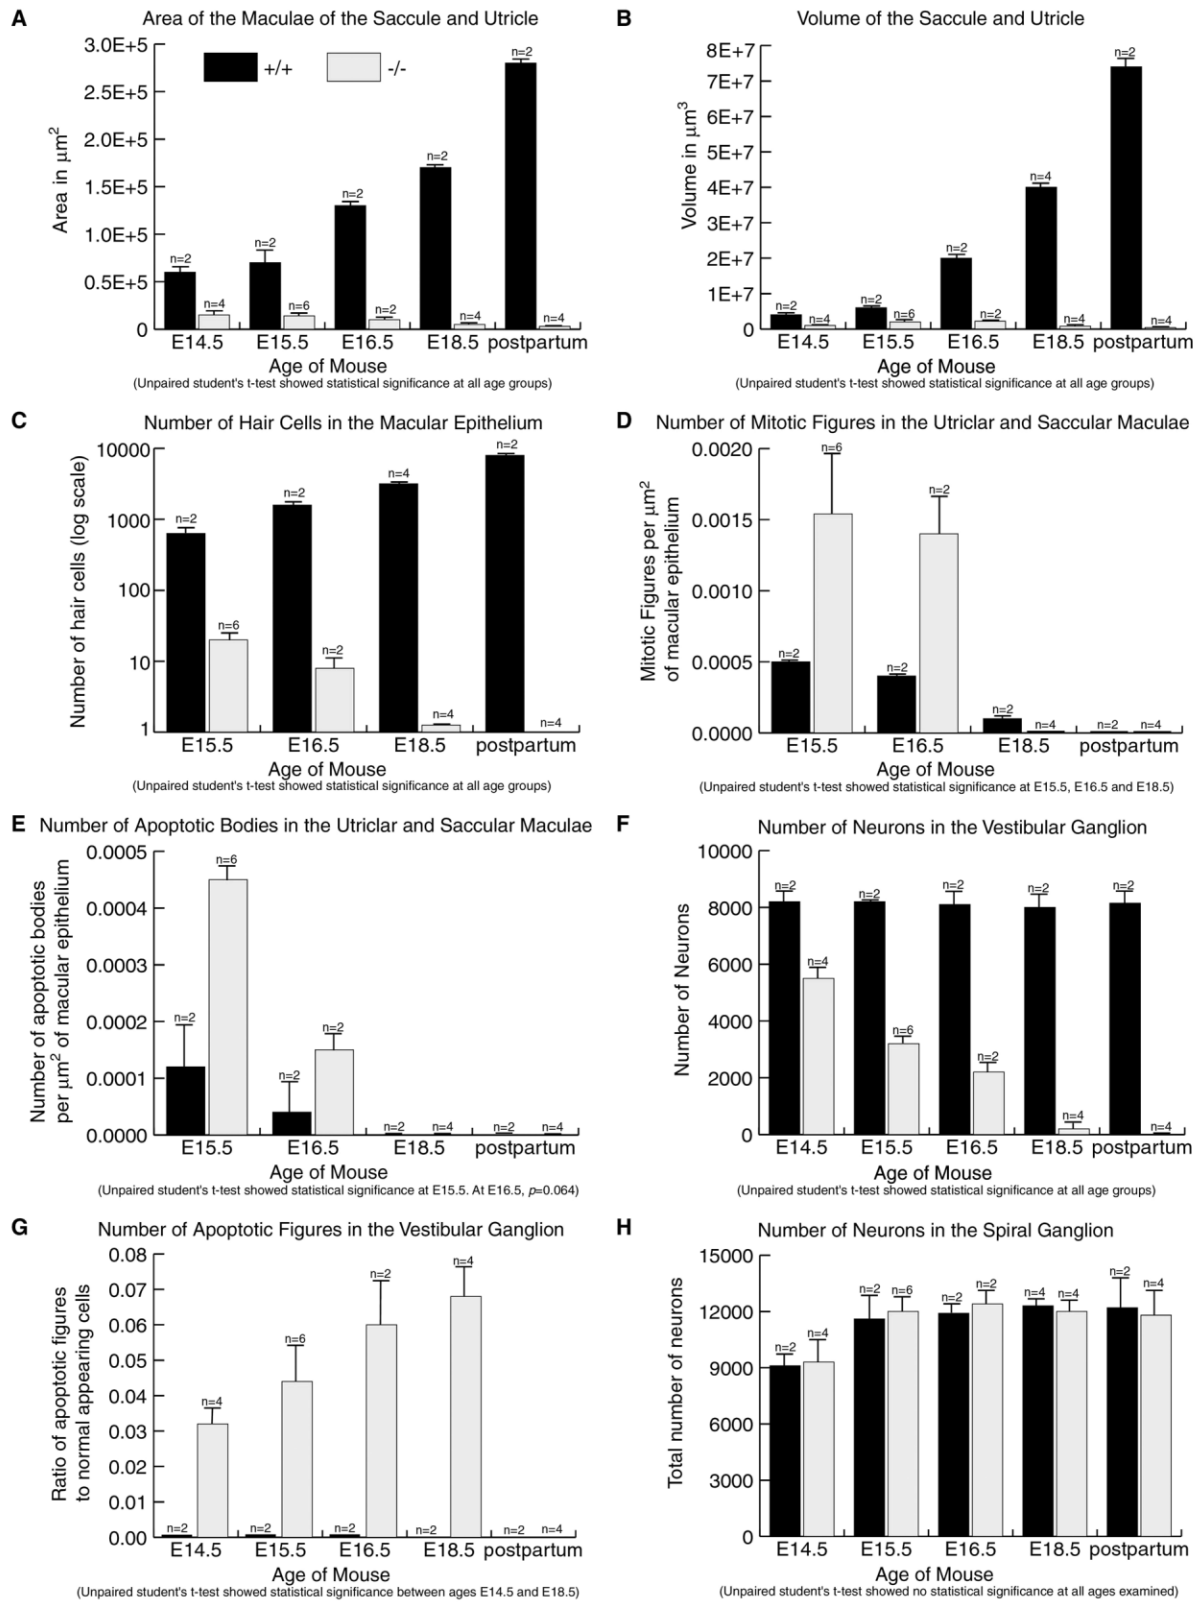 A Area of the Maculae of the Saccule and Utricle
3.0E+5
2.5E+5
2.0E+5
1.5E+5
1.0E+5
0.5E+5
0
Area in μm²
+/+ -/-
n=2 n=4 n=2 n=6 n=2 n=2 n=2 n=4 n=2 n=4
E14.5 E15.5 E16.5 E18.5 postpartum
Age of Mouse
(Unpaired student's t-test showed statistical significance at all age groups)
B Volume of the Saccule and Utricle
8E+7
7E+7
6E+7
5E+7
4E+7
3E+7
2E+7
1E+7
0
Volume in μm³
n=2 n=4 n=2 n=6 n=2 n=2 n=4 n=4 n=2 n=4
E14.5 E15.5 E16.5 E18.5 postpartum
Age of Mouse
(Unpaired student's t-test showed statistical significance at all age groups)
C Number of Hair Cells in the Macular Epithelium
10000
1000
100
10
1
Number of hair cells (log scale)
n=2 n=6 n=2 n=2 n=4 n=4 n=2 n=4
E15.5 E16.5 E18.5 postpartum
Age of Mouse
(Unpaired student's t-test showed statistical significance at all age groups)
D Number of Mitotic Figures in the Utriclar and Saccular Maculae
0.0020
0.0015
0.0010
0.0005
0.0000
Mitotic Figures per μm²
of macular epithelium
n=2 n=6 n=2 n=2 n=2 n=4 n=2 n=4
E15.5 E16.5 E18.5 postpartum
Age of Mouse
(Unpaired student's t-test showed statistical significance at E15.5, E16.5 and E18.5)
E Number of Apoptotic Bodies in the Utriclar and Saccular Maculae
0.0005
0.0004
0.0003
0.0002
0.0001
0.0000
Number of apoptotic bodies
per μm² of macular epithelium
n=2 n=6 n=2 n=2 n=2 n=4 n=2 n=4
E15.5 E16.5 E18.5 postpartum
Age of Mouse
(Unpaired student's t-test showed statistical significance at E15.5. At E16.5, p=0.064)
F Number of Neurons in the Vestibular Ganglion
10000
8000
6000
4000
2000
0
Number of Neurons
n=2 n=4 n=2 n=6 n=2 n=2 n=2 n=4 n=2 n=4
E14.5 E15.5 E16.5 E18.5 postpartum
Age of Mouse
(Unpaired student's t-test showed statistical significance at all age groups)
G Number of Apoptotic Figures in the Vestibular Ganglion
0.08
0.07
0.06
0.05
0.04
0.03
0.02
0.01
0.00
Ratio of apoptotic figures
to normal appearing cells
n=2 n=4 n=2 n=6 n=2 n=2 n=2 n=4 n=2 n=4
E14.5 E15.5 E16.5 E18.5 postpartum
Age of Mouse
(Unpaired student's t-test showed statistical significance between ages E14.5 and E18.5)
H Number of Neurons in the Spiral Ganglion
15000
12000
9000
6000
3000
0
Total number of neurons
n=2 n=4 n=2 n=6 n=2 n=2 n=4 n=4 n=2 n=4
E14.5 E15.5 E16.5 E18.5 postpartum
Age of Mouse
(Unpaired student's t-test showed no statistical significance at all ages examined)